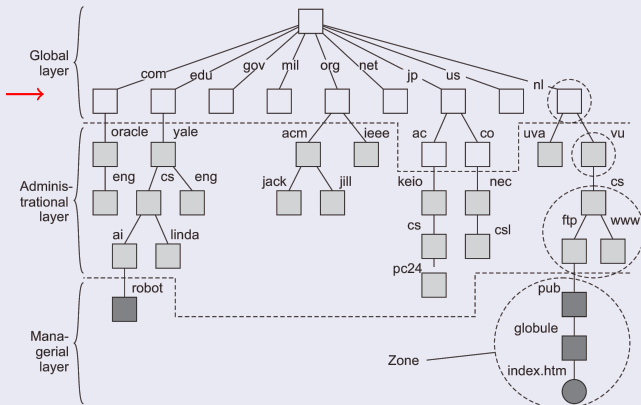 Global
layer
com edu gov mil org net jp us nl
oracle yale acm ieee ac co uva vu
Adminis-
trational
layer
eng cs eng jack jill keio nec cs
ai linda cs csl ftp www
pc24
robot pub
Mana-
gerial
layer
globule
Zone index.htm